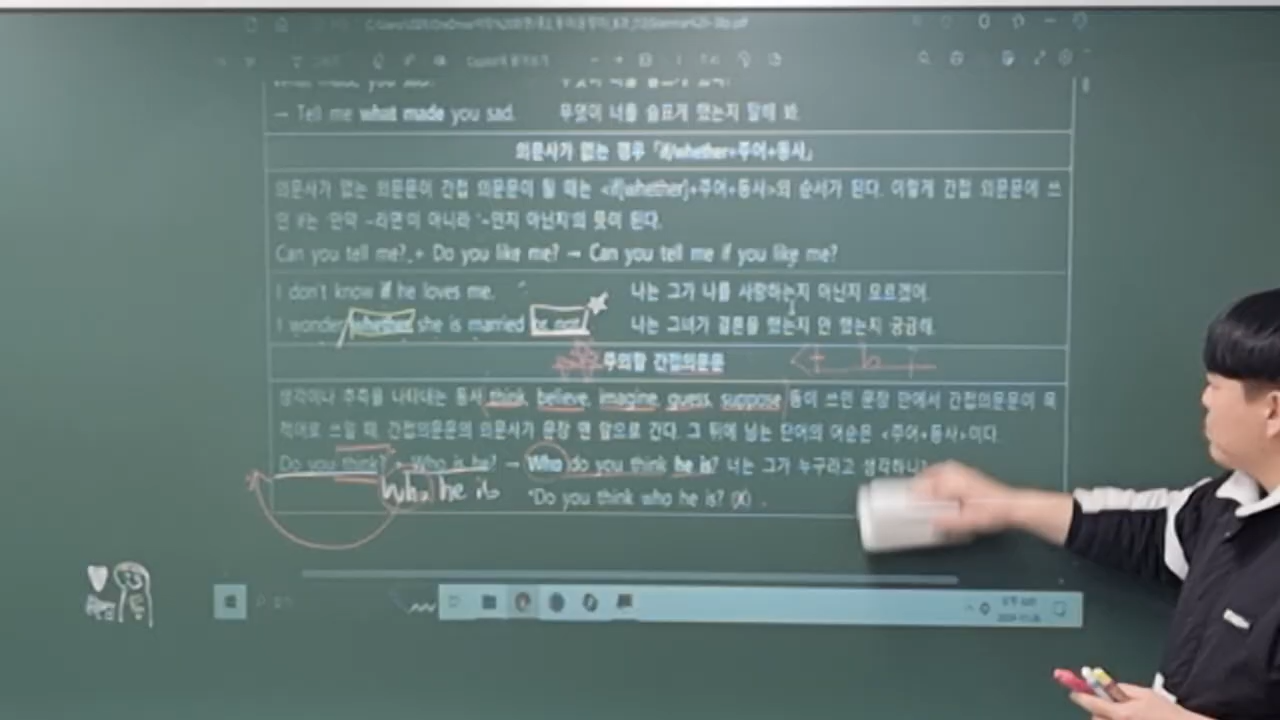 → Tell me what made you sad. 무엇이 너를 슬프게 했는지 말해 봐.
의문사가 없는 경우 「if/whether+주어+동사」
의문사가 없는 의문문이 간접 의문문이 될 때는 <if[whether]+주어+동사>의 순서가 된다. 이렇게 간접 의문문에 쓰
인 if는 '만약 ~라면'이 아니라 '~인지 아닌지'의 뜻이 된다.
Can you tell me? + Do you like me? → Can you tell me if you like me?
I don't know if he loves me. 나는 그가 나를 사랑하는지 아닌지 모르겠어.
I wonder whether she is married or not. 나는 그녀가 결혼을 했는지 안 했는지 궁금해.
주의할 간접의문문
생각이나 추측을 나타내는 동사 think, believe, imagine, guess, suppose 등이 쓰인 문장 안에서 간접의문문이 목
적어로 쓰일 때, 간접의문문의 의문사가 문장 맨 앞으로 간다. 그 뒤에 남는 단어의 어순은 <주어+동사>이다.
Do you think? + Who is he? → Who do you think he is? 너는 그가 누구라고 생각하니?
who he is *Do you think who he is? (X)